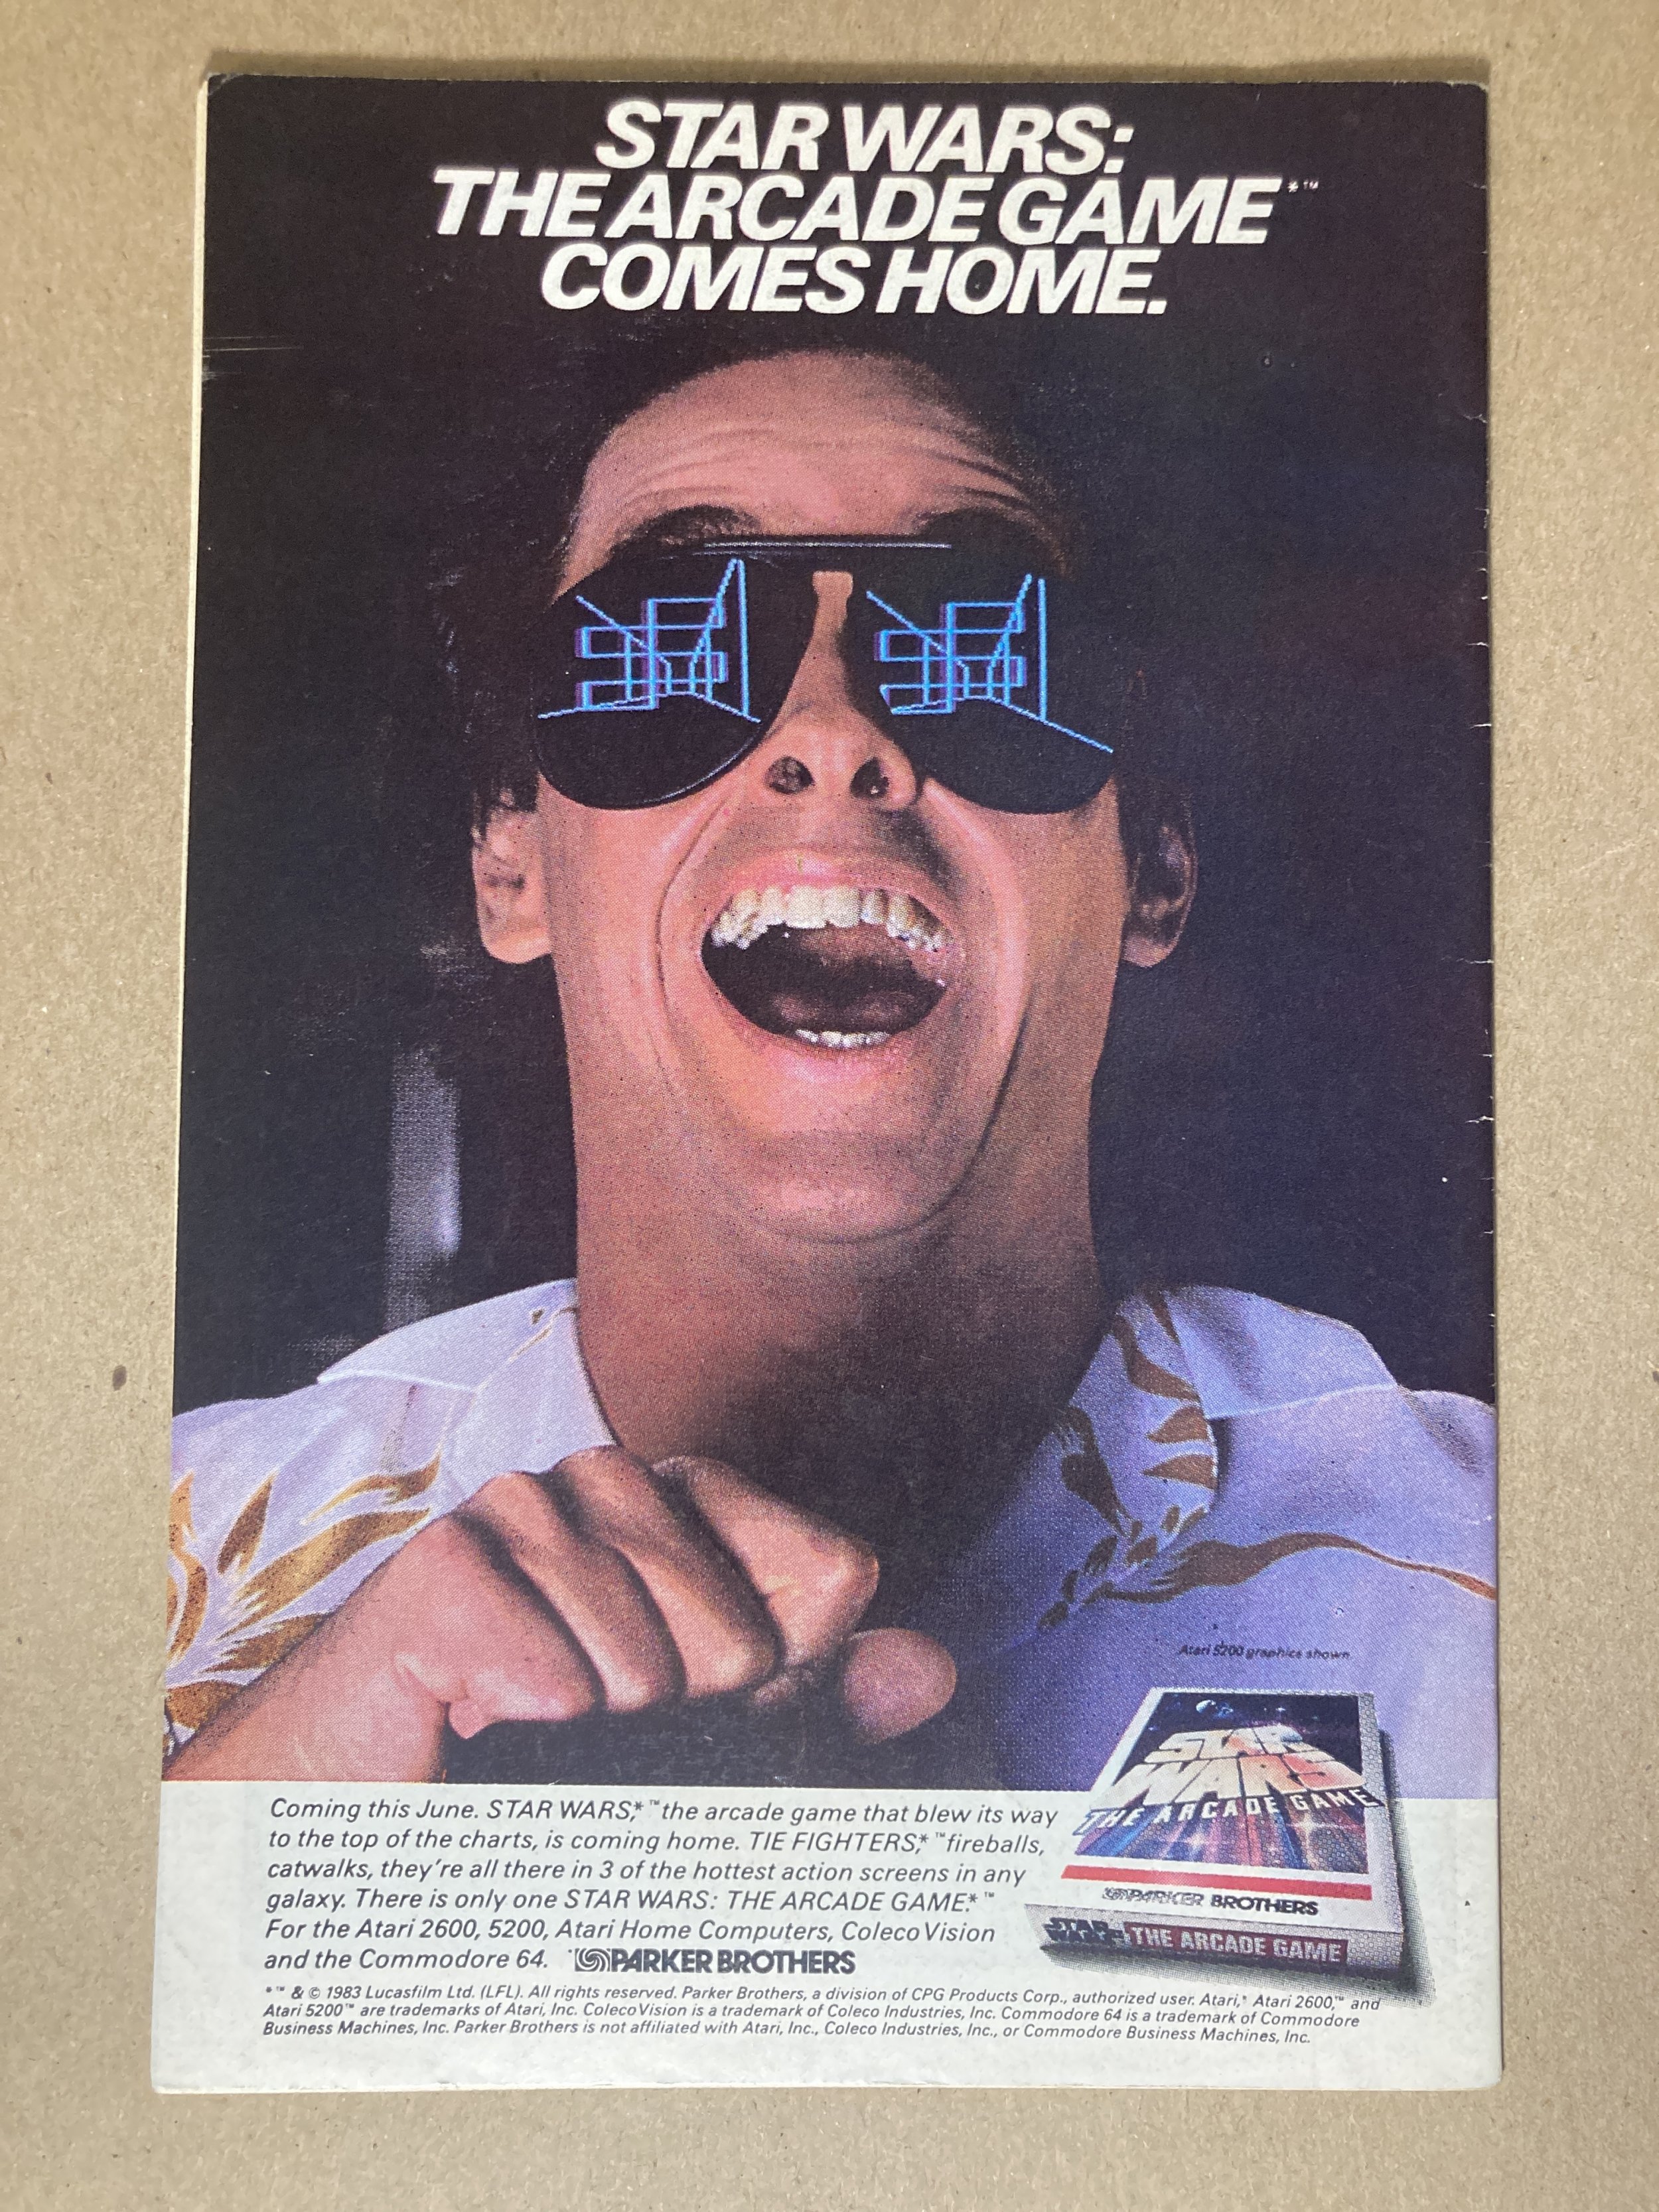 STAR WARS:
THE ARCADE GAME*™
COMES HOME.
Atari 5200 graphics shown
STAR
WARS
THE ARCADE GAME™
PARKER BROTHERS
STAR WARS THE ARCADE GAME
Coming this June. STAR WARS,*™ the arcade game that blew its way
to the top of the charts, is coming home. TIE FIGHTERS,*™ fireballs,
catwalks, they're all there in 3 of the hottest action screens in any
galaxy. There is only one STAR WARS: THE ARCADE GAME.*™
For the Atari 2600, 5200, Atari Home Computers, ColecoVision
and the Commodore 64. PARKER BROTHERS
*™ & © 1983 Lucasfilm Ltd. (LFL). All rights reserved. Parker Brothers, a division of CPG Products Corp., authorized user. Atari,® Atari 2600,™ and
Atari 5200™ are trademarks of Atari, Inc. ColecoVision is a trademark of Coleco Industries, Inc. Commodore 64 is a trademark of Commodore
Business Machines, Inc. Parker Brothers is not affiliated with Atari, Inc., Coleco Industries, Inc., or Commodore Business Machines, Inc.